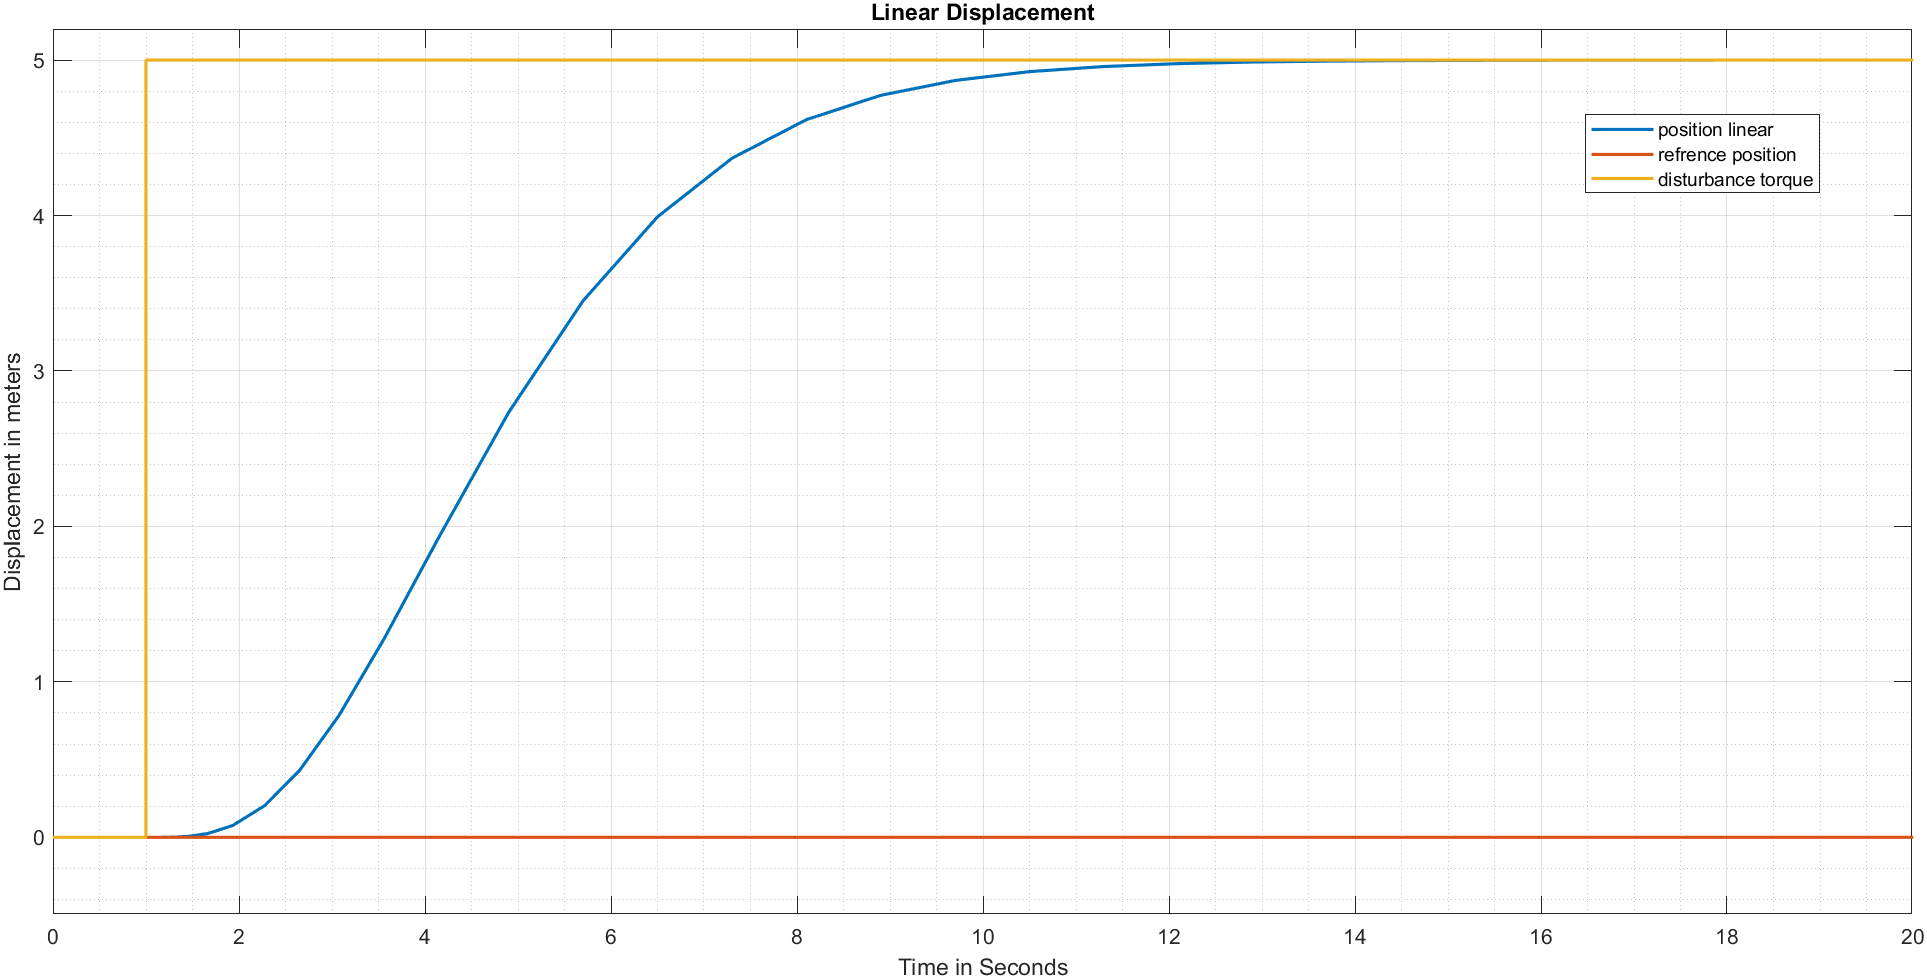 Linear Displacement
5
4
3
2
1
0
Displacement in meters
position linear
refrence position
disturbance torque
0 2 4 6 8 10 12 14 16 18 20
Time in Seconds